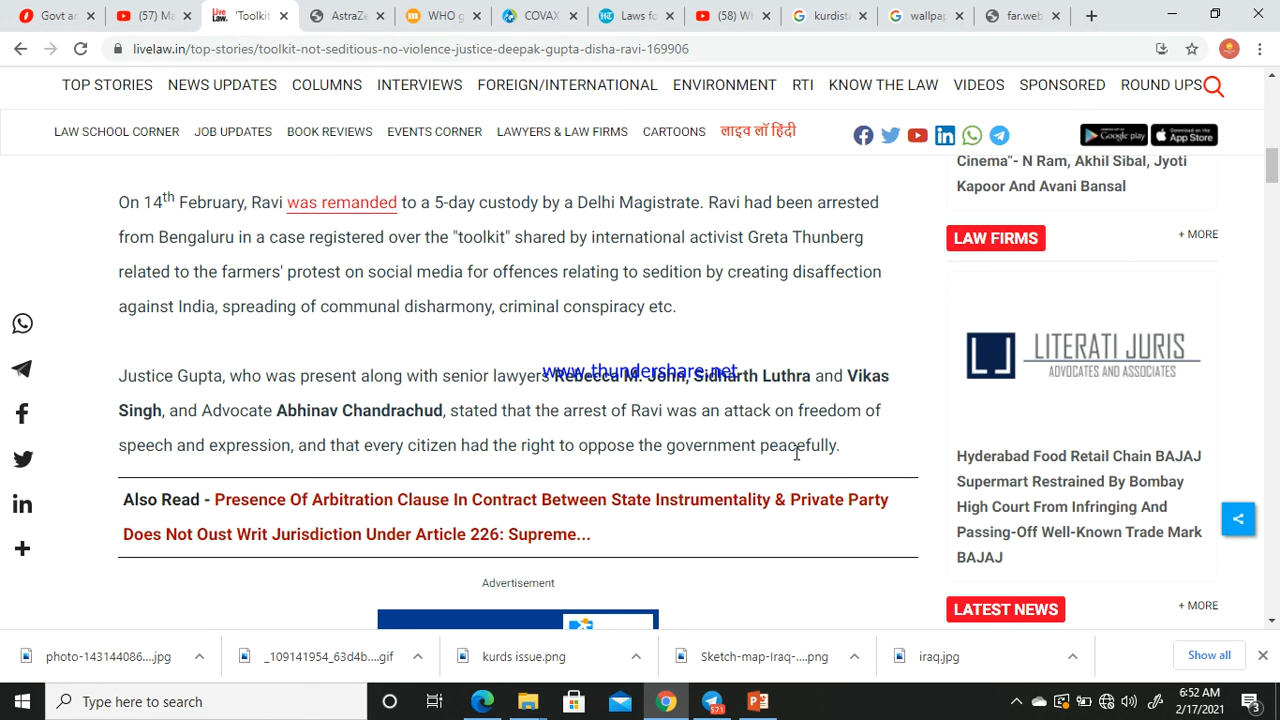 Govt ar
(57) Ma
Live Law.
'Toolkit
AstraZe
WHO g
COVAX
HT
Laws fo
(58) Wh
kurdist
wallpap
far.web
livelaw.in/top-stories/toolkit-not-seditious-no-violence-justice-deepak-gupta-disha-ravi-169906
TOP STORIES NEWS UPDATES COLUMNS INTERVIEWS FOREIGN/INTERNATIONAL ENVIRONMENT RTI KNOW THE LAW VIDEOS SPONSORED ROUND UPS
LAW SCHOOL CORNER JOB UPDATES BOOK REVIEWS EVENTS CORNER LAWYERS & LAW FIRMS CARTOONS लाइव लॉ हिंदी
Google play
Download on the App Store
On 14th February, Ravi was remanded to a 5-day custody by a Delhi Magistrate. Ravi had been arrested
from Bengaluru in a case registered over the "toolkit" shared by international activist Greta Thunberg
related to the farmers' protest on social media for offences relating to sedition by creating disaffection
against India, spreading of communal disharmony, criminal conspiracy etc.
www.thundershare.net
Justice Gupta, who was present along with senior lawyers Rebecca M. John, Sidharth Luthra and Vikas
Singh, and Advocate Abhinav Chandrachud, stated that the arrest of Ravi was an attack on freedom of
speech and expression, and that every citizen had the right to oppose the government peacefully.
Also Read - Presence Of Arbitration Clause In Contract Between State Instrumentality & Private Party
Does Not Oust Writ Jurisdiction Under Article 226: Supreme...
Advertisement
Cinema"- N Ram, Akhil Sibal, Jyoti
Kapoor And Avani Bansal
LAW FIRMS
+ MORE
LITERATI JURIS
ADVOCATES AND ASSOCIATES
Hyderabad Food Retail Chain BAJAJ
Supermart Restrained By Bombay
High Court From Infringing And
Passing-Off Well-Known Trade Mark
BAJAJ
LATEST NEWS
+ MORE
photo-143144086....jpg
_109141954_63d4b....gif
kurds issue.png
Sketch-map-Iraq-....png
iraq.jpg
Show all
Type here to search
571
6:52 AM
2/17/2021
3